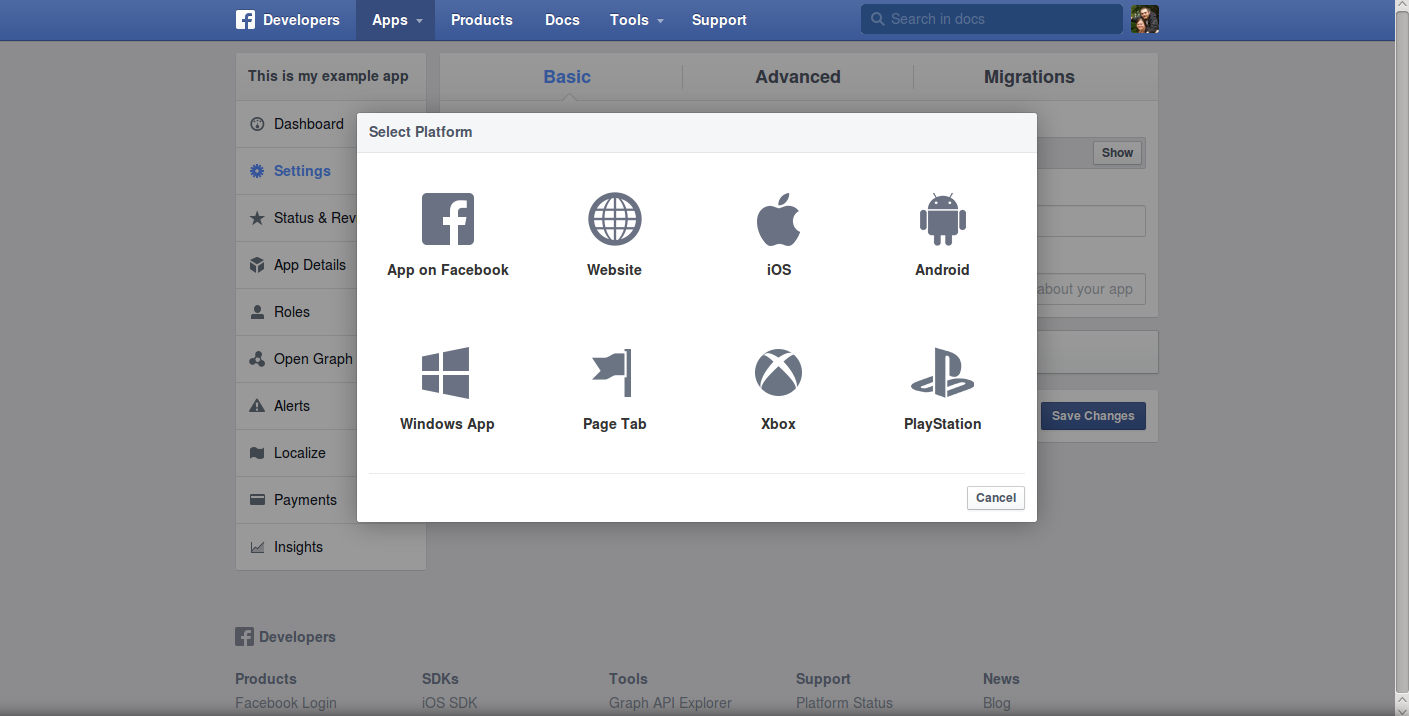 Developers Apps Products Docs Tools Support Search in docs
This is my example app
Basic Advanced Migrations
Dashboard
Settings
Status & Rev
App Details
Roles
Open Graph
Alerts
Localize
Payments
Insights
Select Platform
App on Facebook Website iOS Android
Windows App Page Tab Xbox PlayStation
Cancel
Show
about your app
Save Changes
Developers
Products SDKs Tools Support News
Facebook Login iOS SDK Graph API Explorer Platform Status Blog